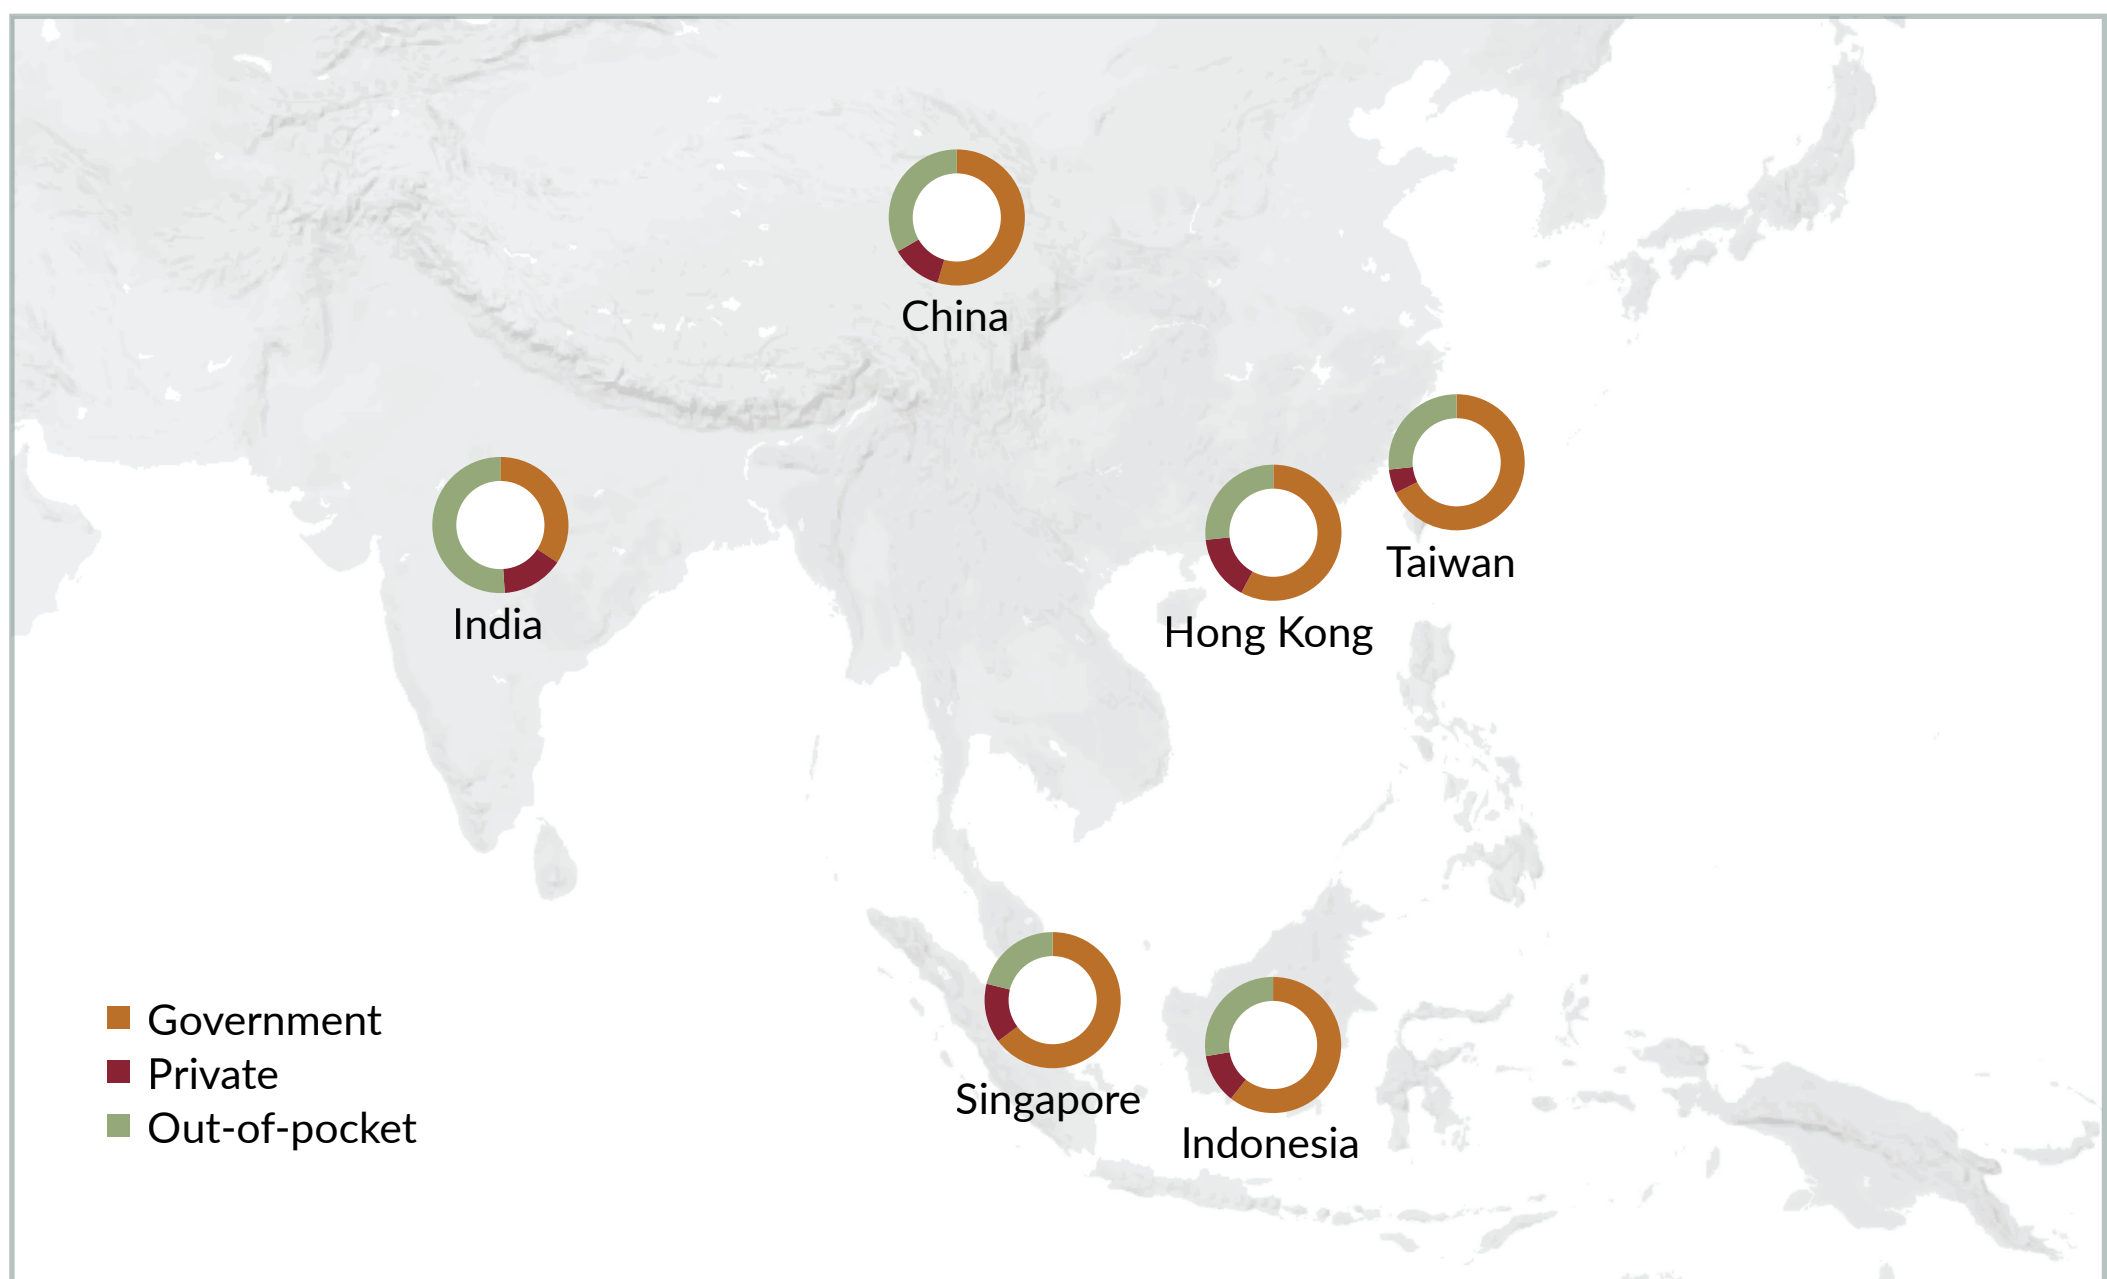 China
Taiwan
India
Hong Kong
Singapore
Indonesia
Government
Private
Out-of-pocket